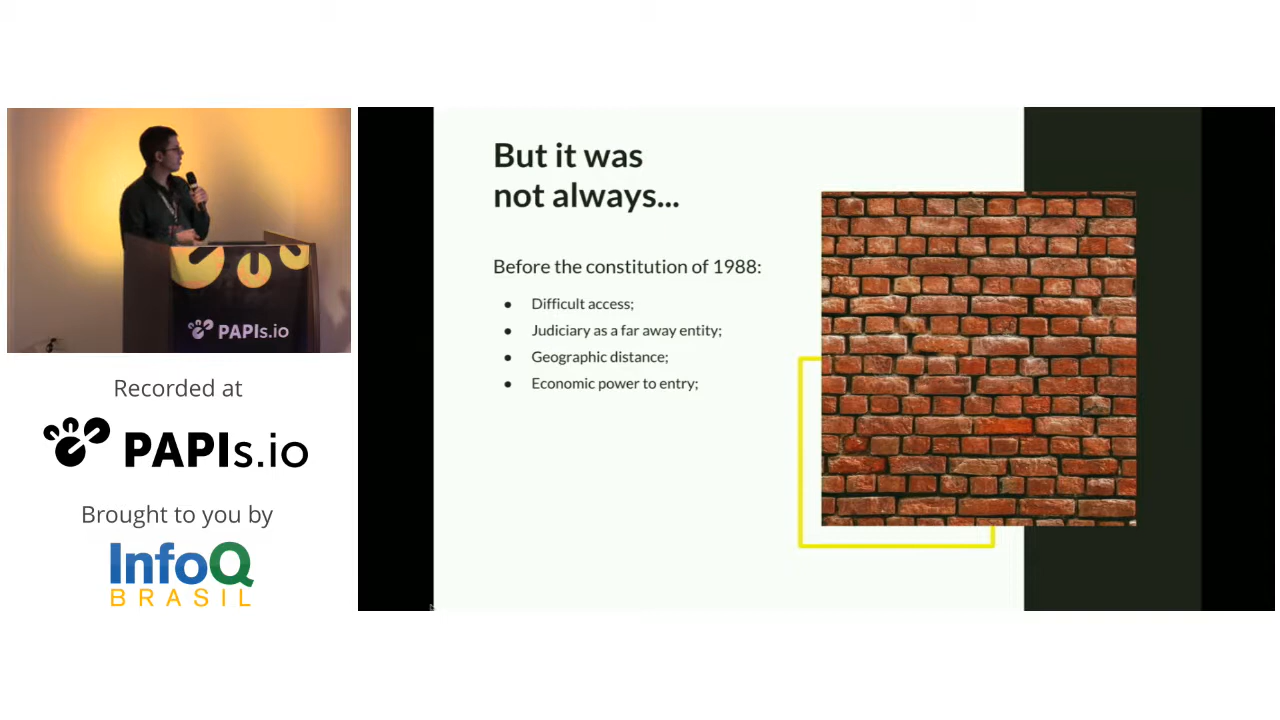 PAPIs.io
Recorded at
PAPIs.io
Brought to you by
InfoQ
BRASIL
But it was
not always...
Before the constitution of 1988:
● Difficult access;
● Judiciary as a far away entity;
● Geographic distance;
● Economic power to entry;